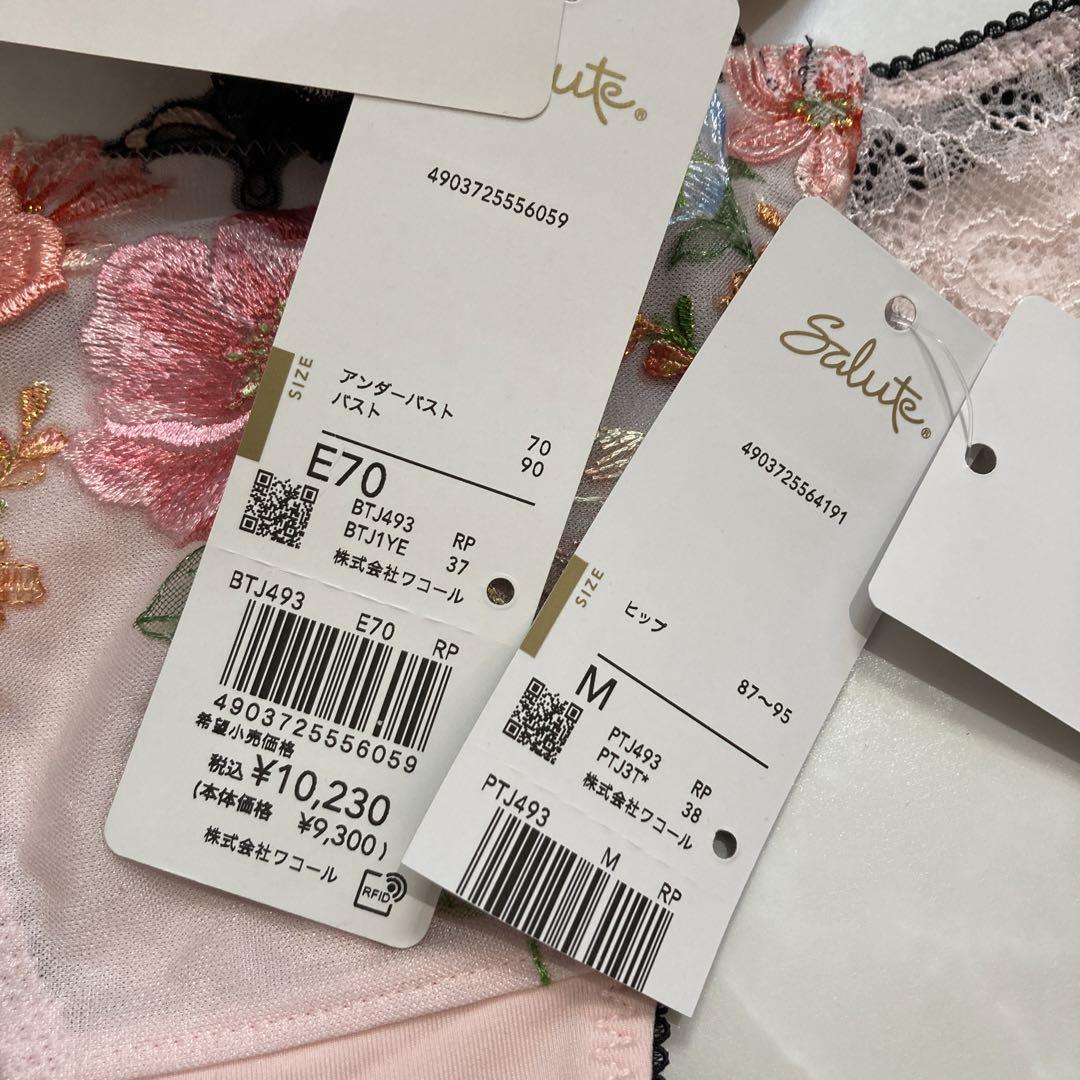 ute®
4903725556059
SIZE
アンダーバスト 70
バスト 90
E70
BTJ493 RP
BTJ1YE 37
株式会社ワコール
BTJ493 E70 RP
4903725556059
希望小売価格
税込 ¥10,230
(本体価格 ¥9,300)
株式会社ワコール
RFID
Salute®
4903725564191
SIZE
ヒップ 87〜95
M
PTJ493 RP
PTJ3T* 38
株式会社ワコール
PTJ493 M RP